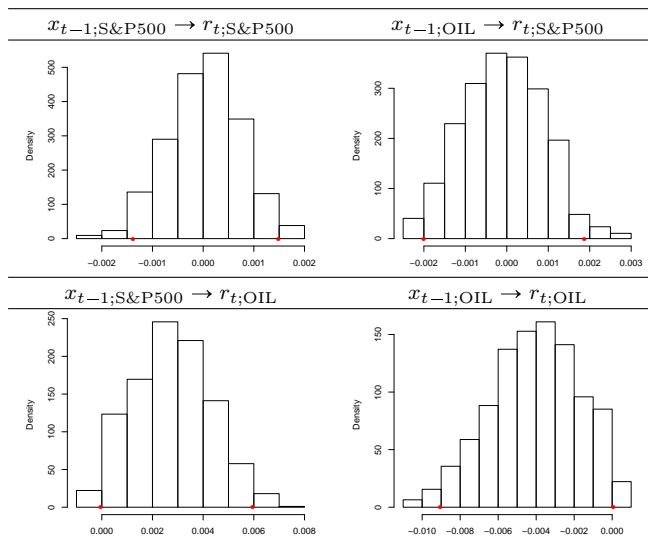 x_{t−1;S&P500} → r_{t;S&P500}
x_{t−1;OIL} → r_{t;S&P500}
Density
0 100 200 300 400 500
−0.002 −0.001 0.000 0.001 0.002
Density
0 100 200 300
−0.002 −0.001 0.000 0.001 0.002 0.003
x_{t−1;S&P500} → r_{t;OIL}
x_{t−1;OIL} → r_{t;OIL}
Density
0 50 100 150 200 250
0.000 0.002 0.004 0.006 0.008
Density
0 50 100 150
−0.010 −0.008 −0.006 −0.004 −0.002 0.000